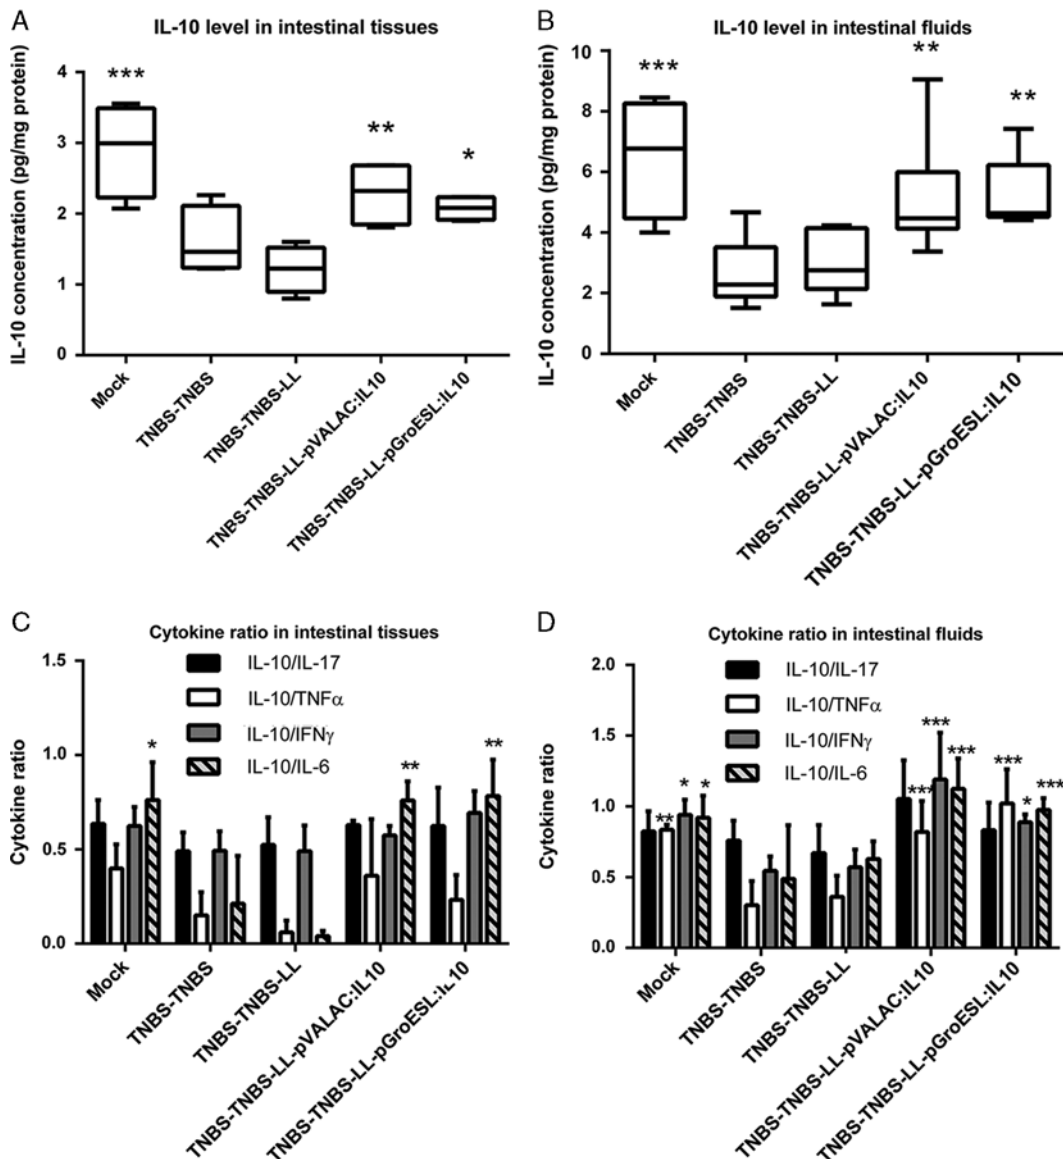 A
IL-10 level in intestinal tissues
IL-10 concentration (pg/mg protein)
4
3
2
1
0
***
**
*
Mock
TNBS-TNBS
TNBS-TNBS-LL
TNBS-TNBS-LL-pVALAC:IL10
TNBS-TNBS-LL-pGroESL:IL10
B
IL-10 level in intestinal fluids
IL-10 concentration (pg/mg protein)
10
8
6
4
2
0
***
**
**
Mock
TNBS-TNBS
TNBS-TNBS-LL
TNBS-TNBS-LL-pVALAC:IL10
TNBS-TNBS-LL-pGroESL:IL10
C
Cytokine ratio in intestinal tissues
Cytokine ratio
1.5
1.0
0.5
0.0
IL-10/IL-17
IL-10/TNFα
IL-10/IFNγ
IL-10/IL-6
*
**
**
Mock
TNBS-TNBS
TNBS-TNBS-LL
TNBS-TNBS-LL-pVALAC:IL10
TNBS-TNBS-LL-pGroESL:IL10
D
Cytokine ratio in intestinal fluids
Cytokine ratio
2.0
1.5
1.0
0.5
0.0
IL-10/IL-17
IL-10/TNFα
IL-10/IFNγ
IL-10/IL-6
**
*
*
***
***
***
***
*
***
Mock
TNBS-TNBS
TNBS-TNBS-LL
TNBS-TNBS-LL-pVALAC:IL10
TNBS-TNBS-LL-pGroESL:IL10